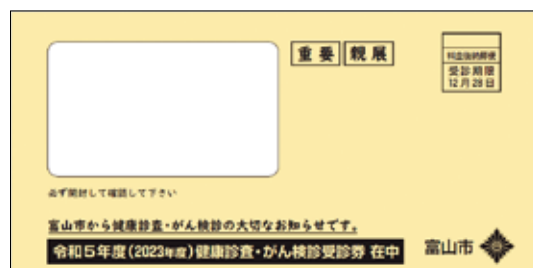 重要 親展
料金後納郵便
受診期限
12月28日
必ず開封して確認して下さい
富山市から健康診査・がん検診の大切なお知らせです。
令和5年度(2023年度)健康診査・がん検診受診券 在中
富山市